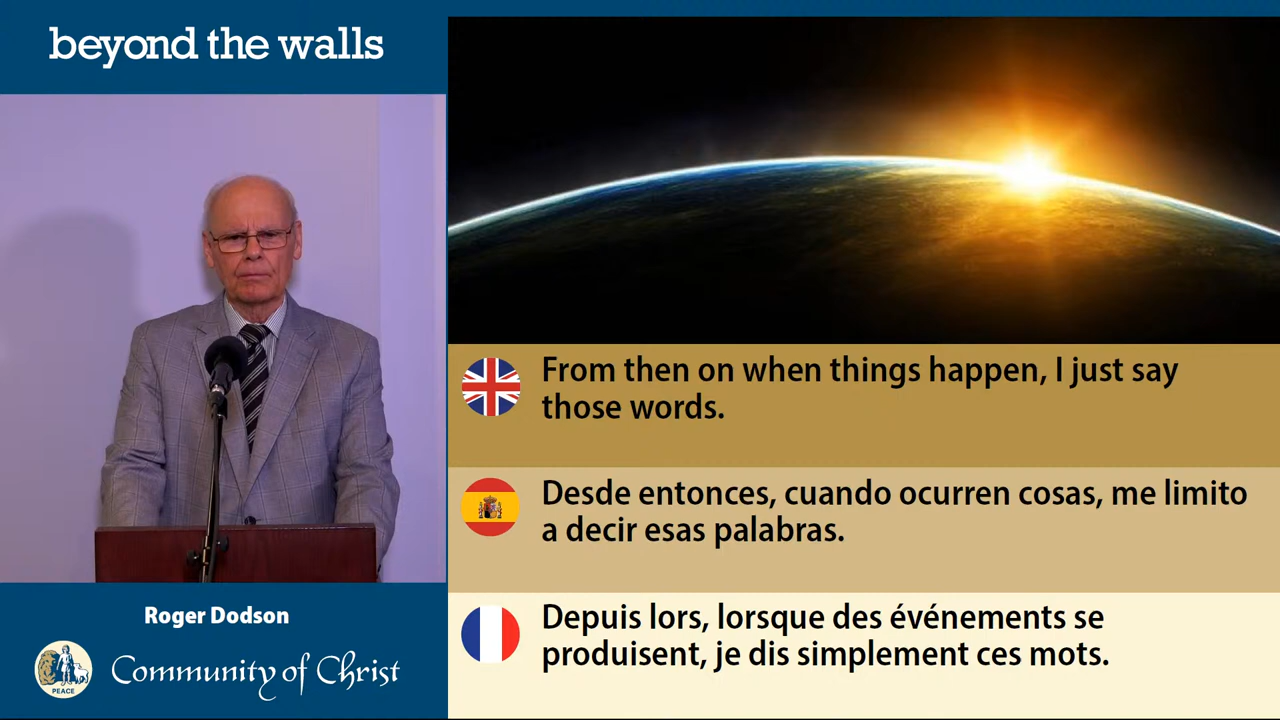 beyond the walls
From then on when things happen, I just say
those words.
Desde entonces, cuando ocurren cosas, me limito
a decir esas palabras.
Depuis lors, lorsque des événements se
produisent, je dis simplement ces mots.
Roger Dodson
PEACE
Community of Christ